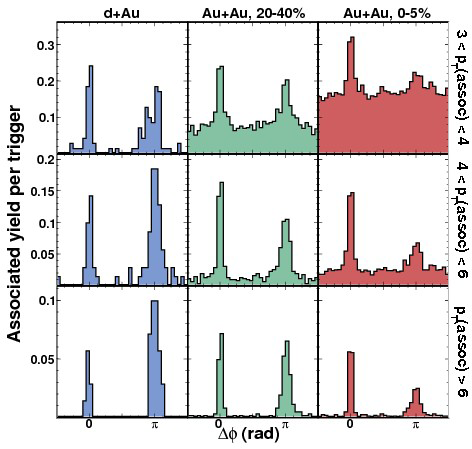 d+Au Au+Au, 20-40% Au+Au, 0-5%
Associated yield per trigger
0.3
0.2
0.1
3 < p_T(assoc) < 4
0.2
0.15
0.1
0.05
4 < p_T(assoc) < 6
0.1
0.05
p_T(assoc) > 6
0 π 0 π 0 π
Δϕ (rad)